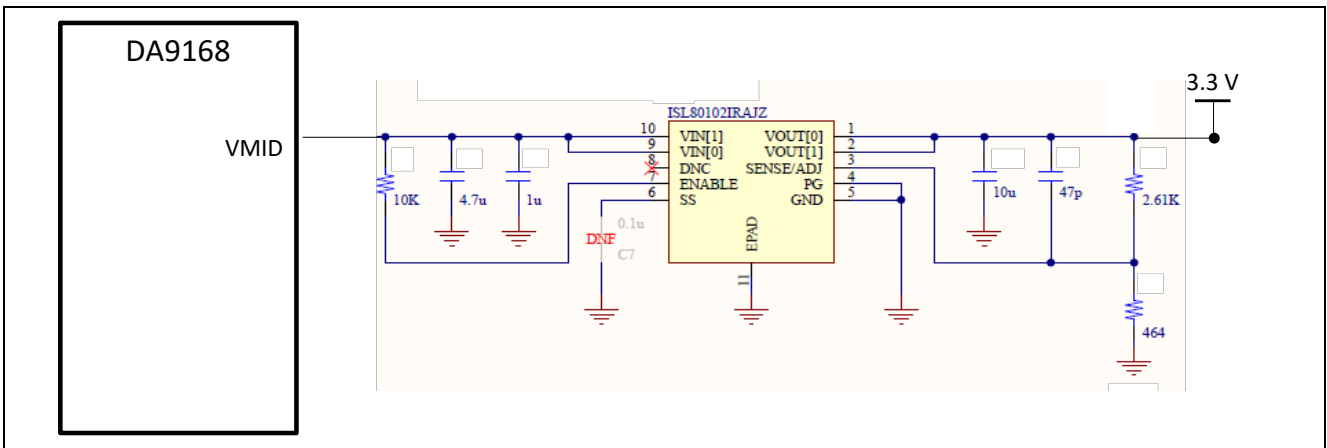 DA9168
3.3 V
ISL80102IRAJZ
VMID
10 VIN[1] VOUT[0] 1
9 VIN[0] VOUT[1] 2
8 DNC SENSE/ADJ 3
7 ENABLE PG 4
6 SS GND 5
10K 4.7u 1u 10u 47p 2.61K
0.1u
DNF
C7
EPAD
11
464